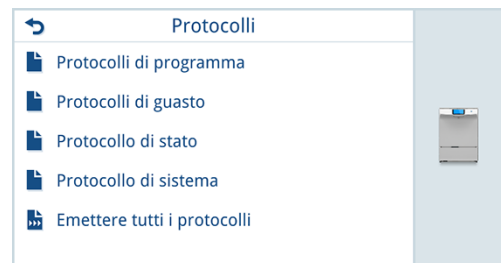 Protocolli
Protocolli di programma
Protocolli di guasto
Protocollo di stato
Protocollo di sistema
Emettere tutti i protocolli